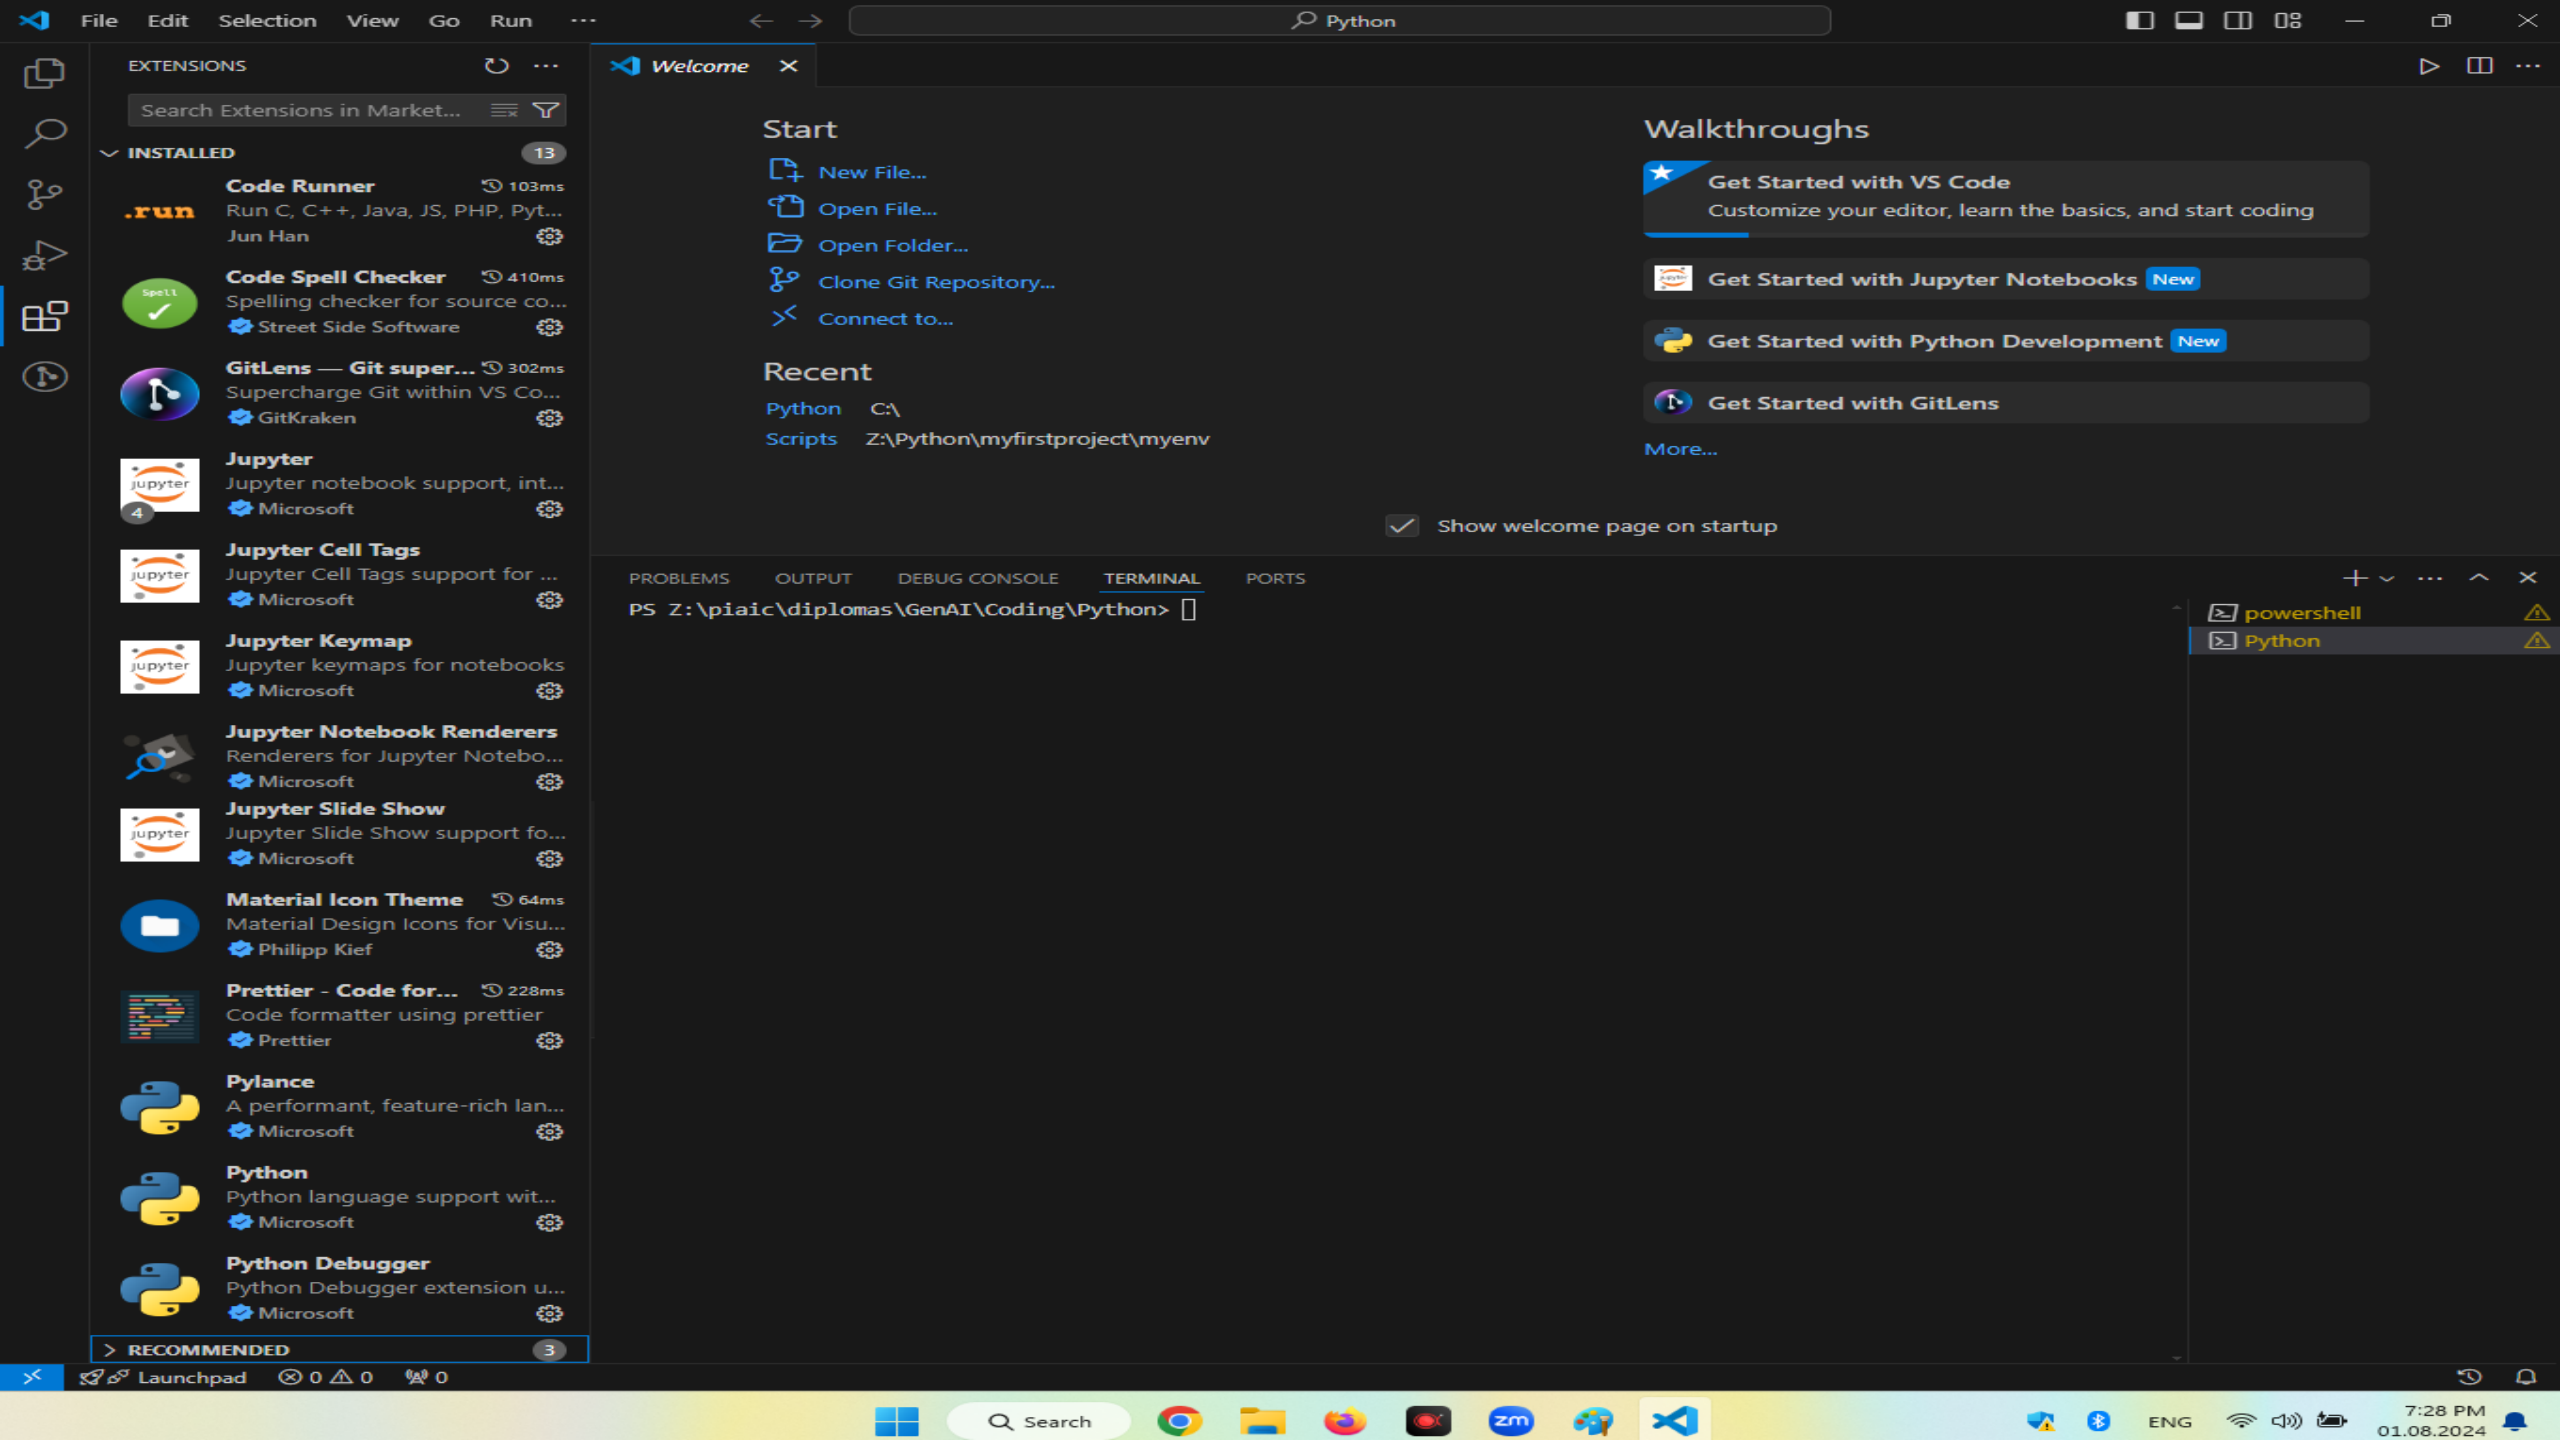 File Edit Selection View Go Run ···
Python
EXTENSIONS
Search Extensions in Market...
INSTALLED 13
.run
Code Runner 103ms
Run C, C++, Java, JS, PHP, Pyt...
Jun Han
Spell
Code Spell Checker 410ms
Spelling checker for source co...
Street Side Software
GitLens — Git super... 302ms
Supercharge Git within VS Co...
GitKraken
jupyter
4
Jupyter
Jupyter notebook support, int...
Microsoft
jupyter
Jupyter Cell Tags
Jupyter Cell Tags support for ...
Microsoft
jupyter
Jupyter Keymap
Jupyter keymaps for notebooks
Microsoft
Jupyter Notebook Renderers
Renderers for Jupyter Notebo...
Microsoft
jupyter
Jupyter Slide Show
Jupyter Slide Show support fo...
Microsoft
Material Icon Theme 64ms
Material Design Icons for Visu...
Philipp Kief
Prettier - Code for... 228ms
Code formatter using prettier
Prettier
Pylance
A performant, feature-rich lan...
Microsoft
Python
Python language support wit...
Microsoft
Python Debugger
Python Debugger extension u...
Microsoft
RECOMMENDED 3
Welcome
Start
New File...
Open File...
Open Folder...
Clone Git Repository...
Connect to...
Recent
Python C:\
Scripts Z:\Python\myfirstproject\myenv
Walkthroughs
Get Started with VS Code
Customize your editor, learn the basics, and start coding
Get Started with Jupyter Notebooks New
Get Started with Python Development New
Get Started with GitLens
More...
Show welcome page on startup
PROBLEMS OUTPUT DEBUG CONSOLE TERMINAL PORTS
PS Z:\piaic\diplomas\GenAI\Coding\Python>
powershell
Python
Launchpad 0 0 0
Search
zm
ENG
7:28 PM
01.08.2024